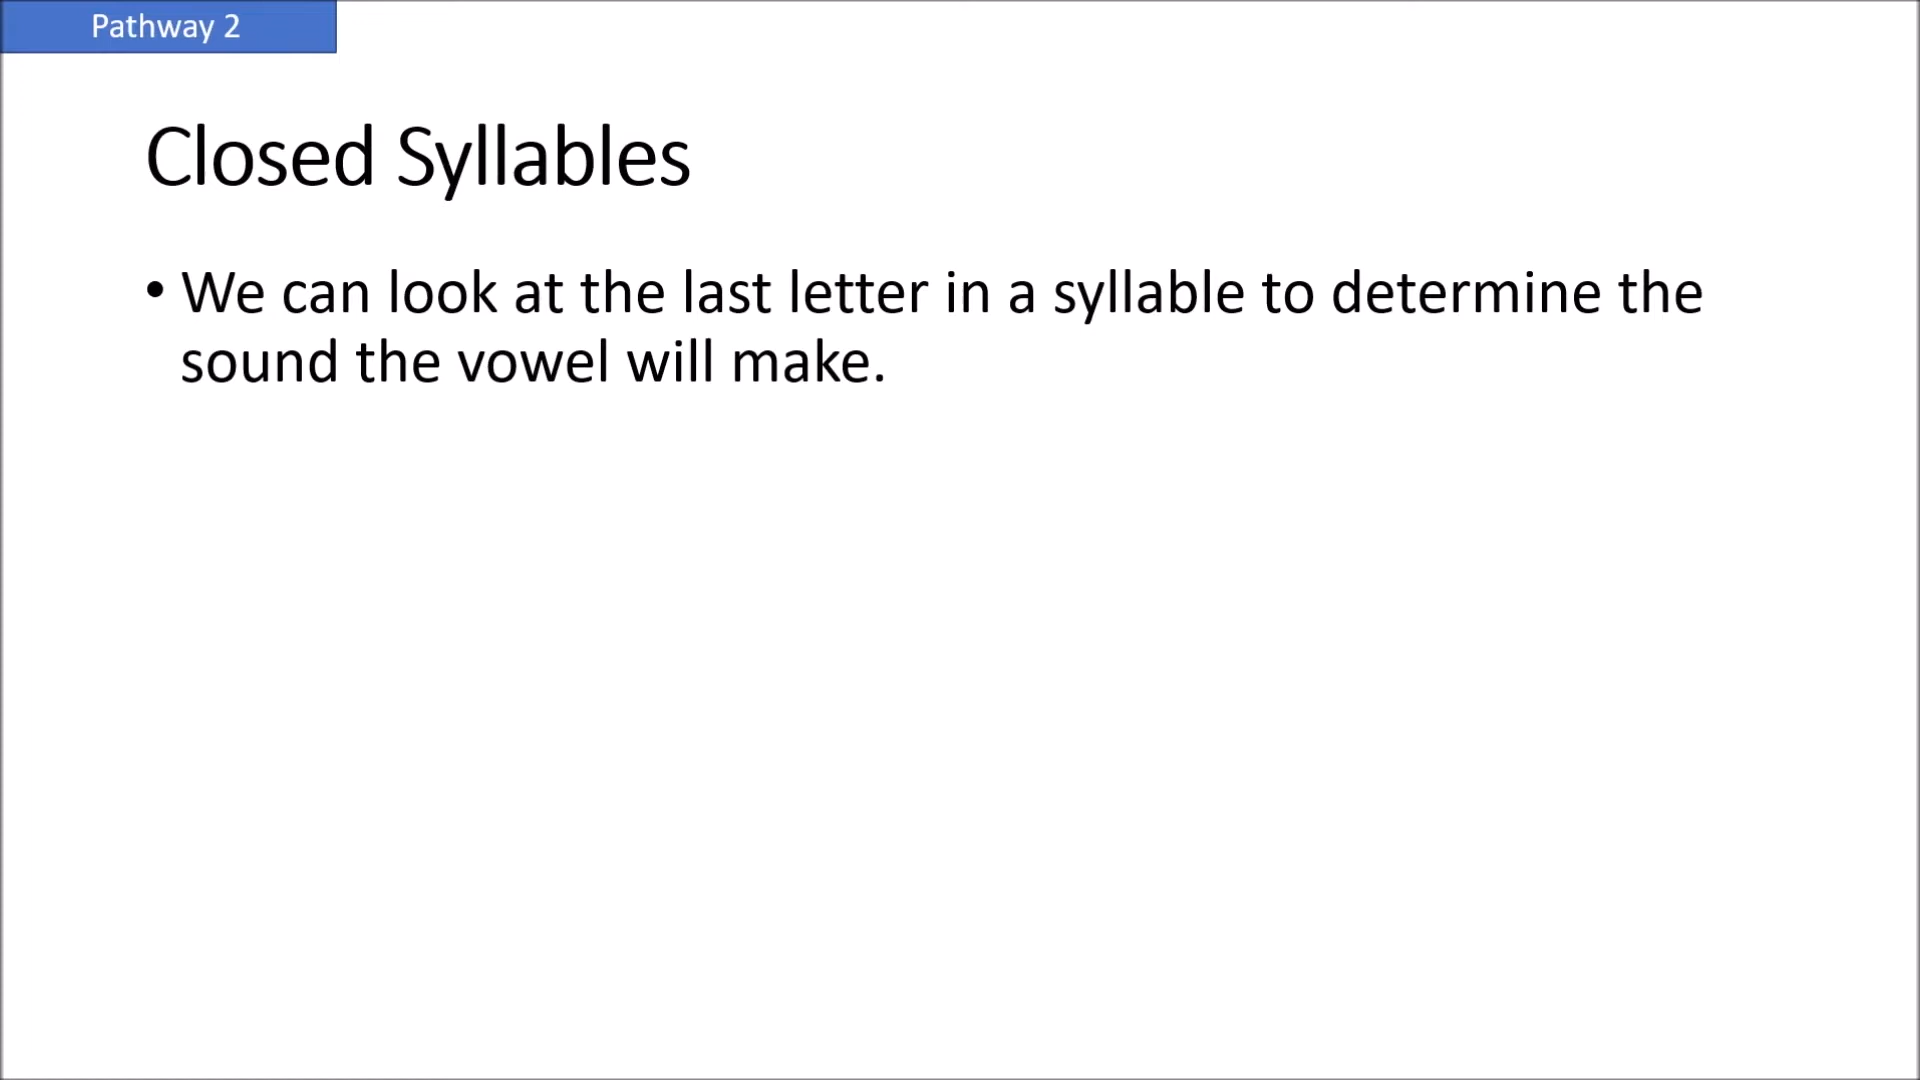 Pathway 2
Closed Syllables
• We can look at the last letter in a syllable to determine the
sound the vowel will make.